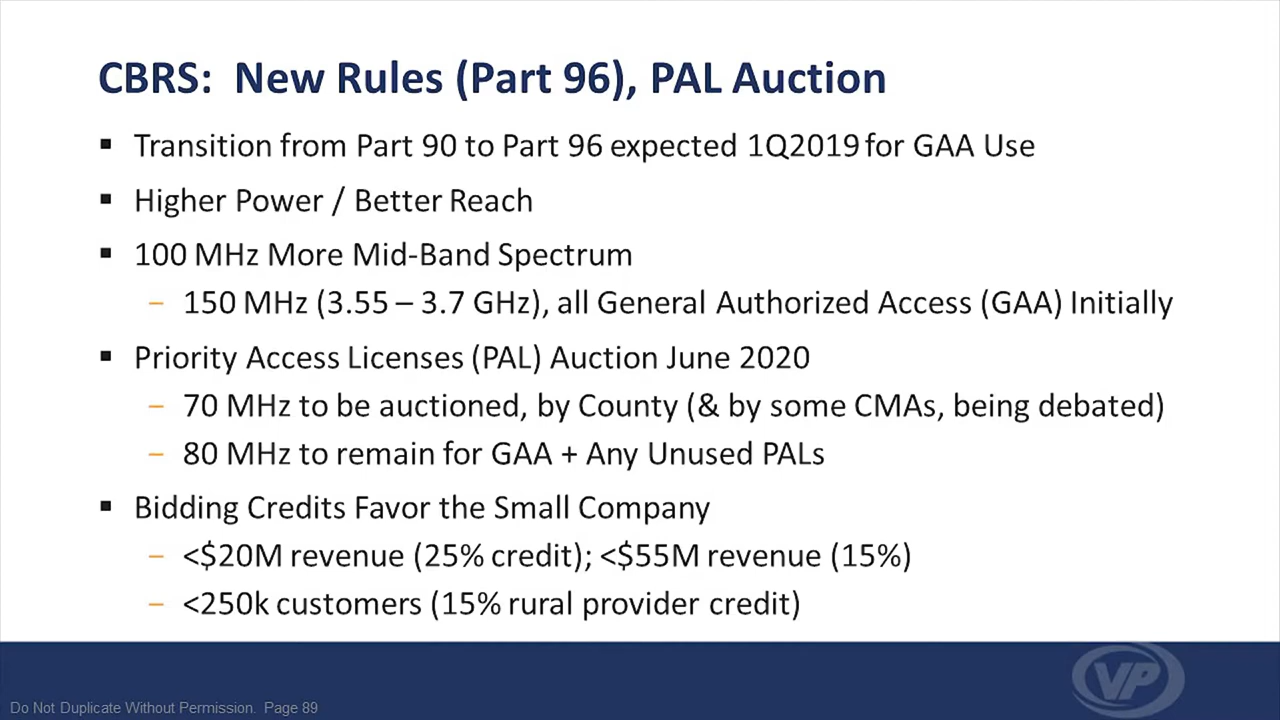 CBRS:  New Rules (Part 96), PAL Auction
▪ Transition from Part 90 to Part 96 expected 1Q2019 for GAA Use
▪ Higher Power / Better Reach
▪ 100 MHz More Mid-Band Spectrum
– 150 MHz (3.55 – 3.7 GHz), all General Authorized Access (GAA) Initially
▪ Priority Access Licenses (PAL) Auction June 2020
– 70 MHz to be auctioned, by County (& by some CMAs, being debated)
– 80 MHz to remain for GAA + Any Unused PALs
▪ Bidding Credits Favor the Small Company
– <$20M revenue (25% credit); <$55M revenue (15%)
– <250k customers (15% rural provider credit)
VP
Do Not Duplicate Without Permission.  Page 89